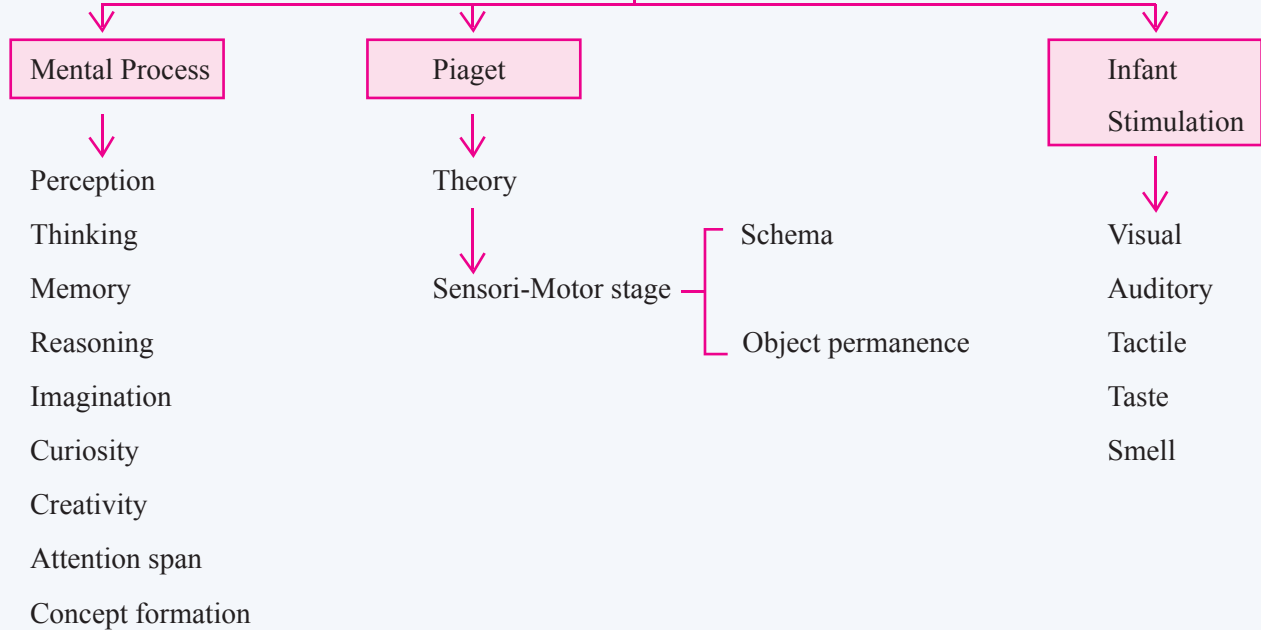 Mental Process
Perception
Thinking
Memory
Reasoning
Imagination
Curiosity
Creativity
Attention span
Concept formation
Piaget
Theory
Sensori-Motor stage
Schema
Object permanence
Infant
Stimulation
Visual
Auditory
Tactile
Taste
Smell